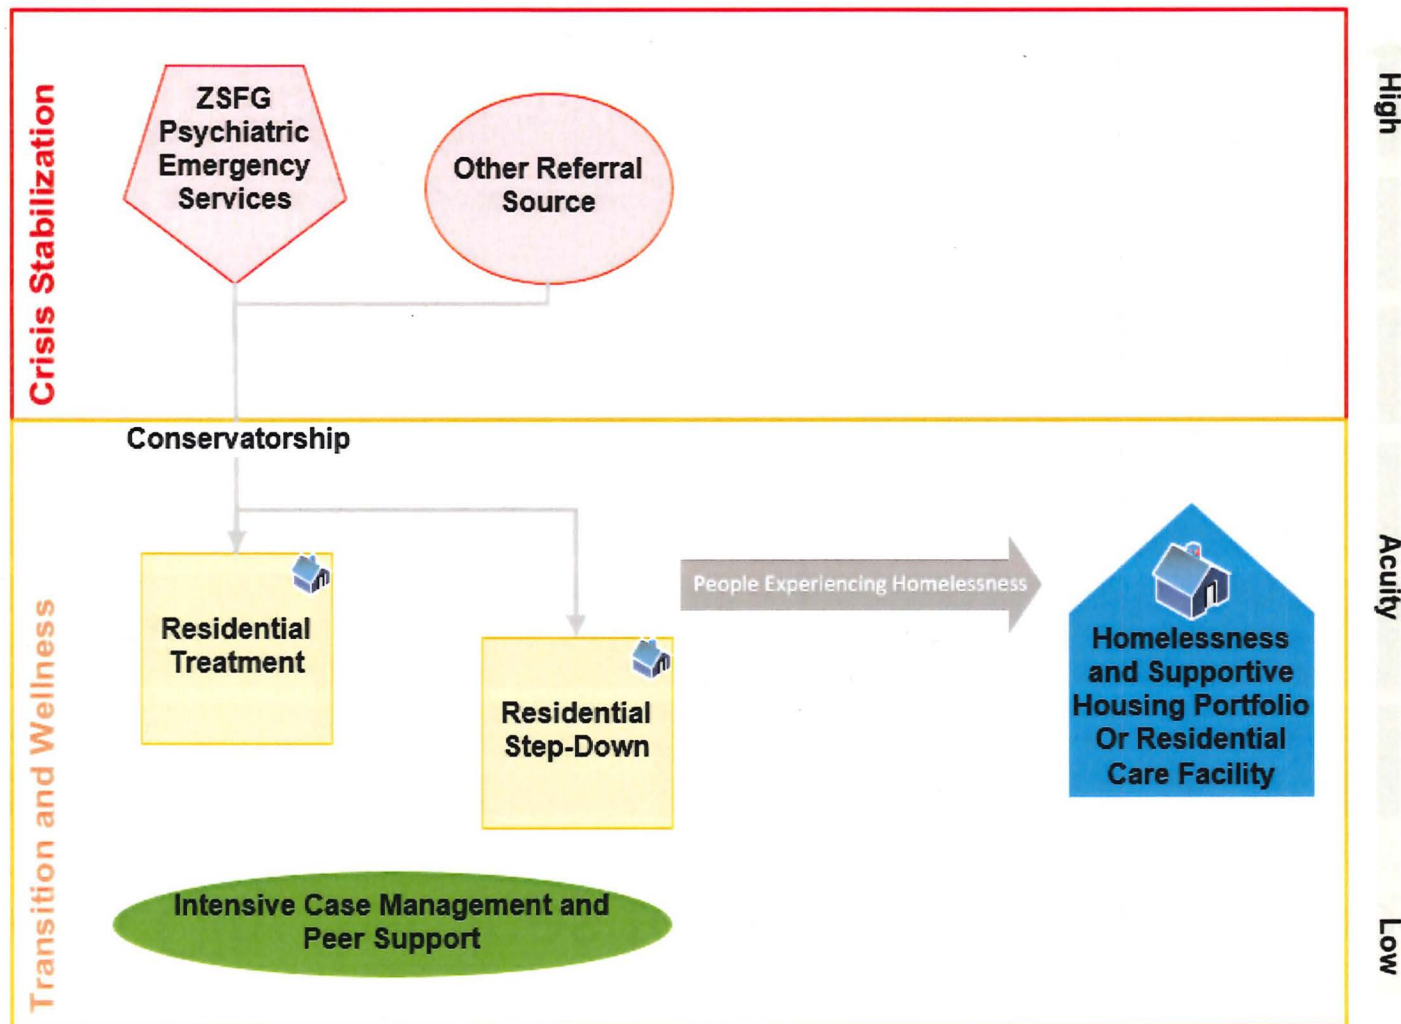 Crisis Stabilization
ZSFG
Psychiatric
Emergency
Services
Other Referral
Source
High
Conservatorship
Transition and Wellness
Residential
Treatment
Residential
Step-Down
People Experiencing Homelessness
Homelessness
and Supportive
Housing Portfolio
Or Residential
Care Facility
Acuity
Intensive Case Management and
Peer Support
Low